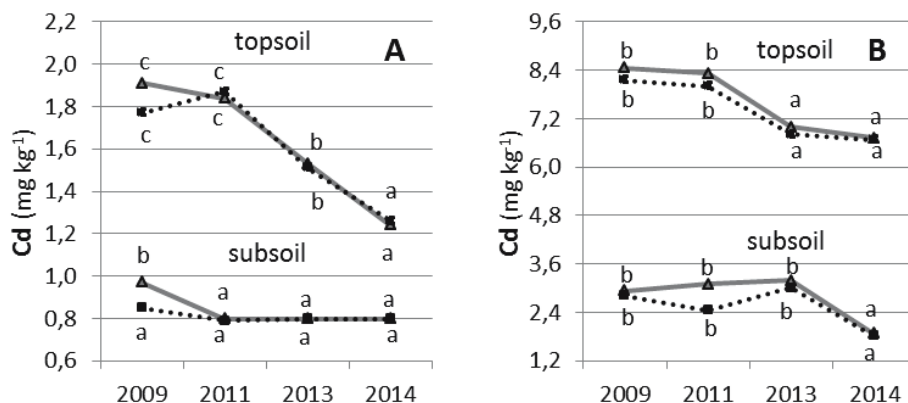 2,2
topsoil A
c c
2,0
1,8
c c
1,6
b
b
1,4
a
1,2
a
subsoil
b
1,0
a a a
0,8
a a a a
0,6
Cd (mg kg-1)
2009 2011 2013 2014
9,6
b b topsoil B
8,4
b b
a a
7,2
a a
6,0
4,8
subsoil
3,6
b b b
a
2,4
b b b
a
1,2
Cd (mg kg-1)
2009 2011 2013 2014